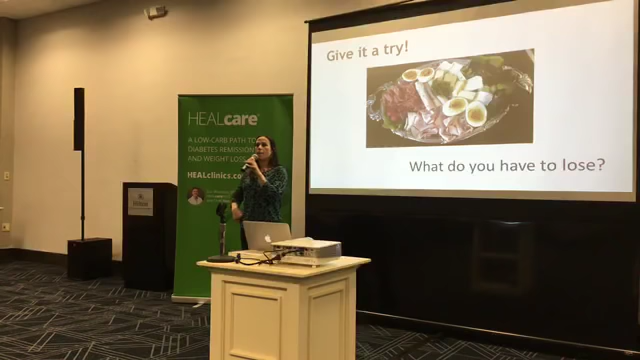 Give it a try!
What do you have to lose?
HEALcare
A LOW-CARB PATH TO
DIABETES REMISSION
AND WEIGHT LOSS
HEALclinics.co